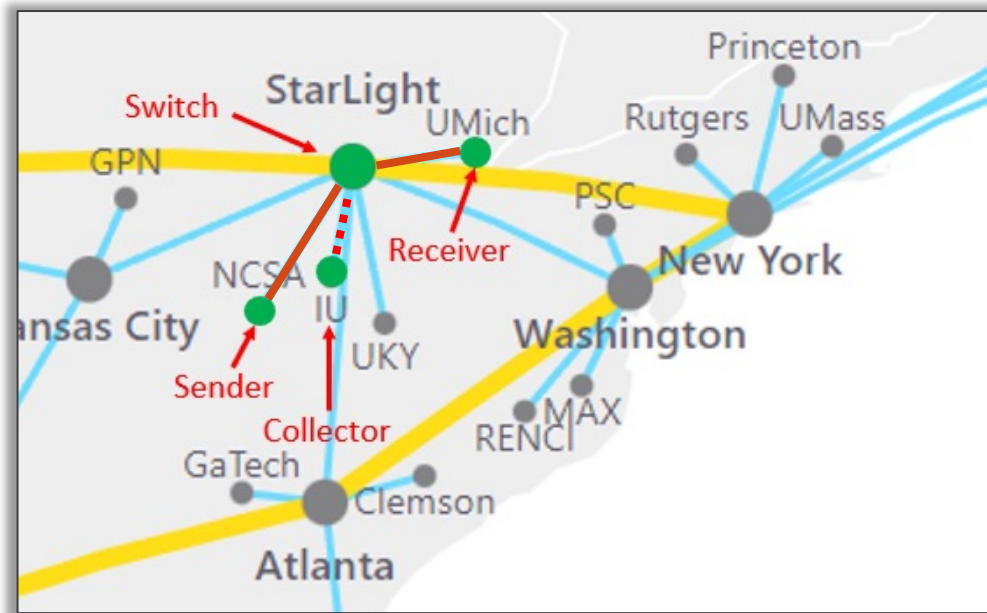 Princeton
StarLight
Switch
UMich
Rutgers
UMass
GPN
PSC
Receiver
NCSA
New York
IU
ansas City
Washington
UKY
Sender
MAX
Collector
RENCI
GaTech
Clemson
Atlanta